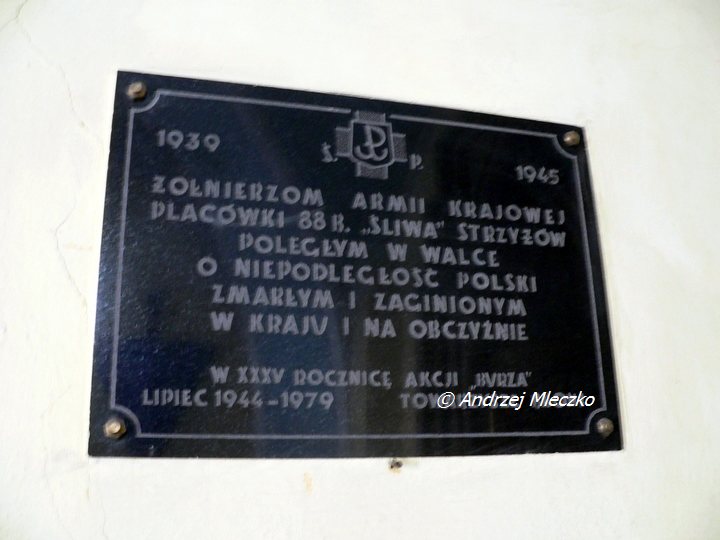 1939
Ś. P.
1945
ŻOŁNIERZOM ARMII KRAJOWEJ
PLACÓWKI 88 K. „ŚLIWA" STRZYŻÓW
POLEGŁYM W WALCE
O NIEPODLEGŁOŚĆ POLSKI
ZMARŁYM I ZAGINIONYM
W KRAJU I NA OBCZYŹNIE
W XXXV ROCZNICĘ AKCJI „BURZA"
LIPIEC 1944-1979
© Andrzej Mleczko